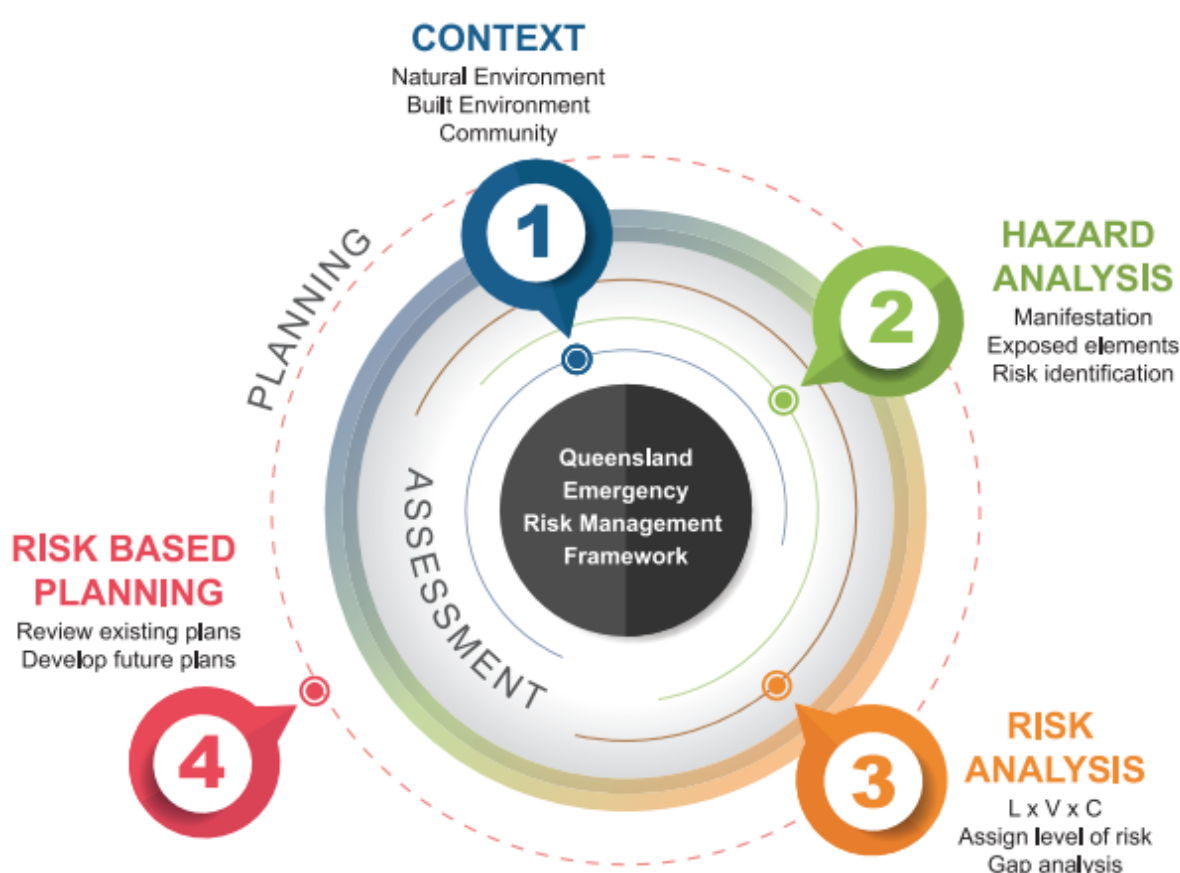 CONTEXT
Natural Environment
Built Environment
Community
1
PLANNING
2
HAZARD
ANALYSIS
Manifestation
Exposed elements
Risk identification
Queensland
Emergency
Risk Management
Framework
ASSESSMENT
3
RISK
ANALYSIS
L x V x C
Assign level of risk
Gap analysis
RISK BASED
PLANNING
Review existing plans
Develop future plans
4